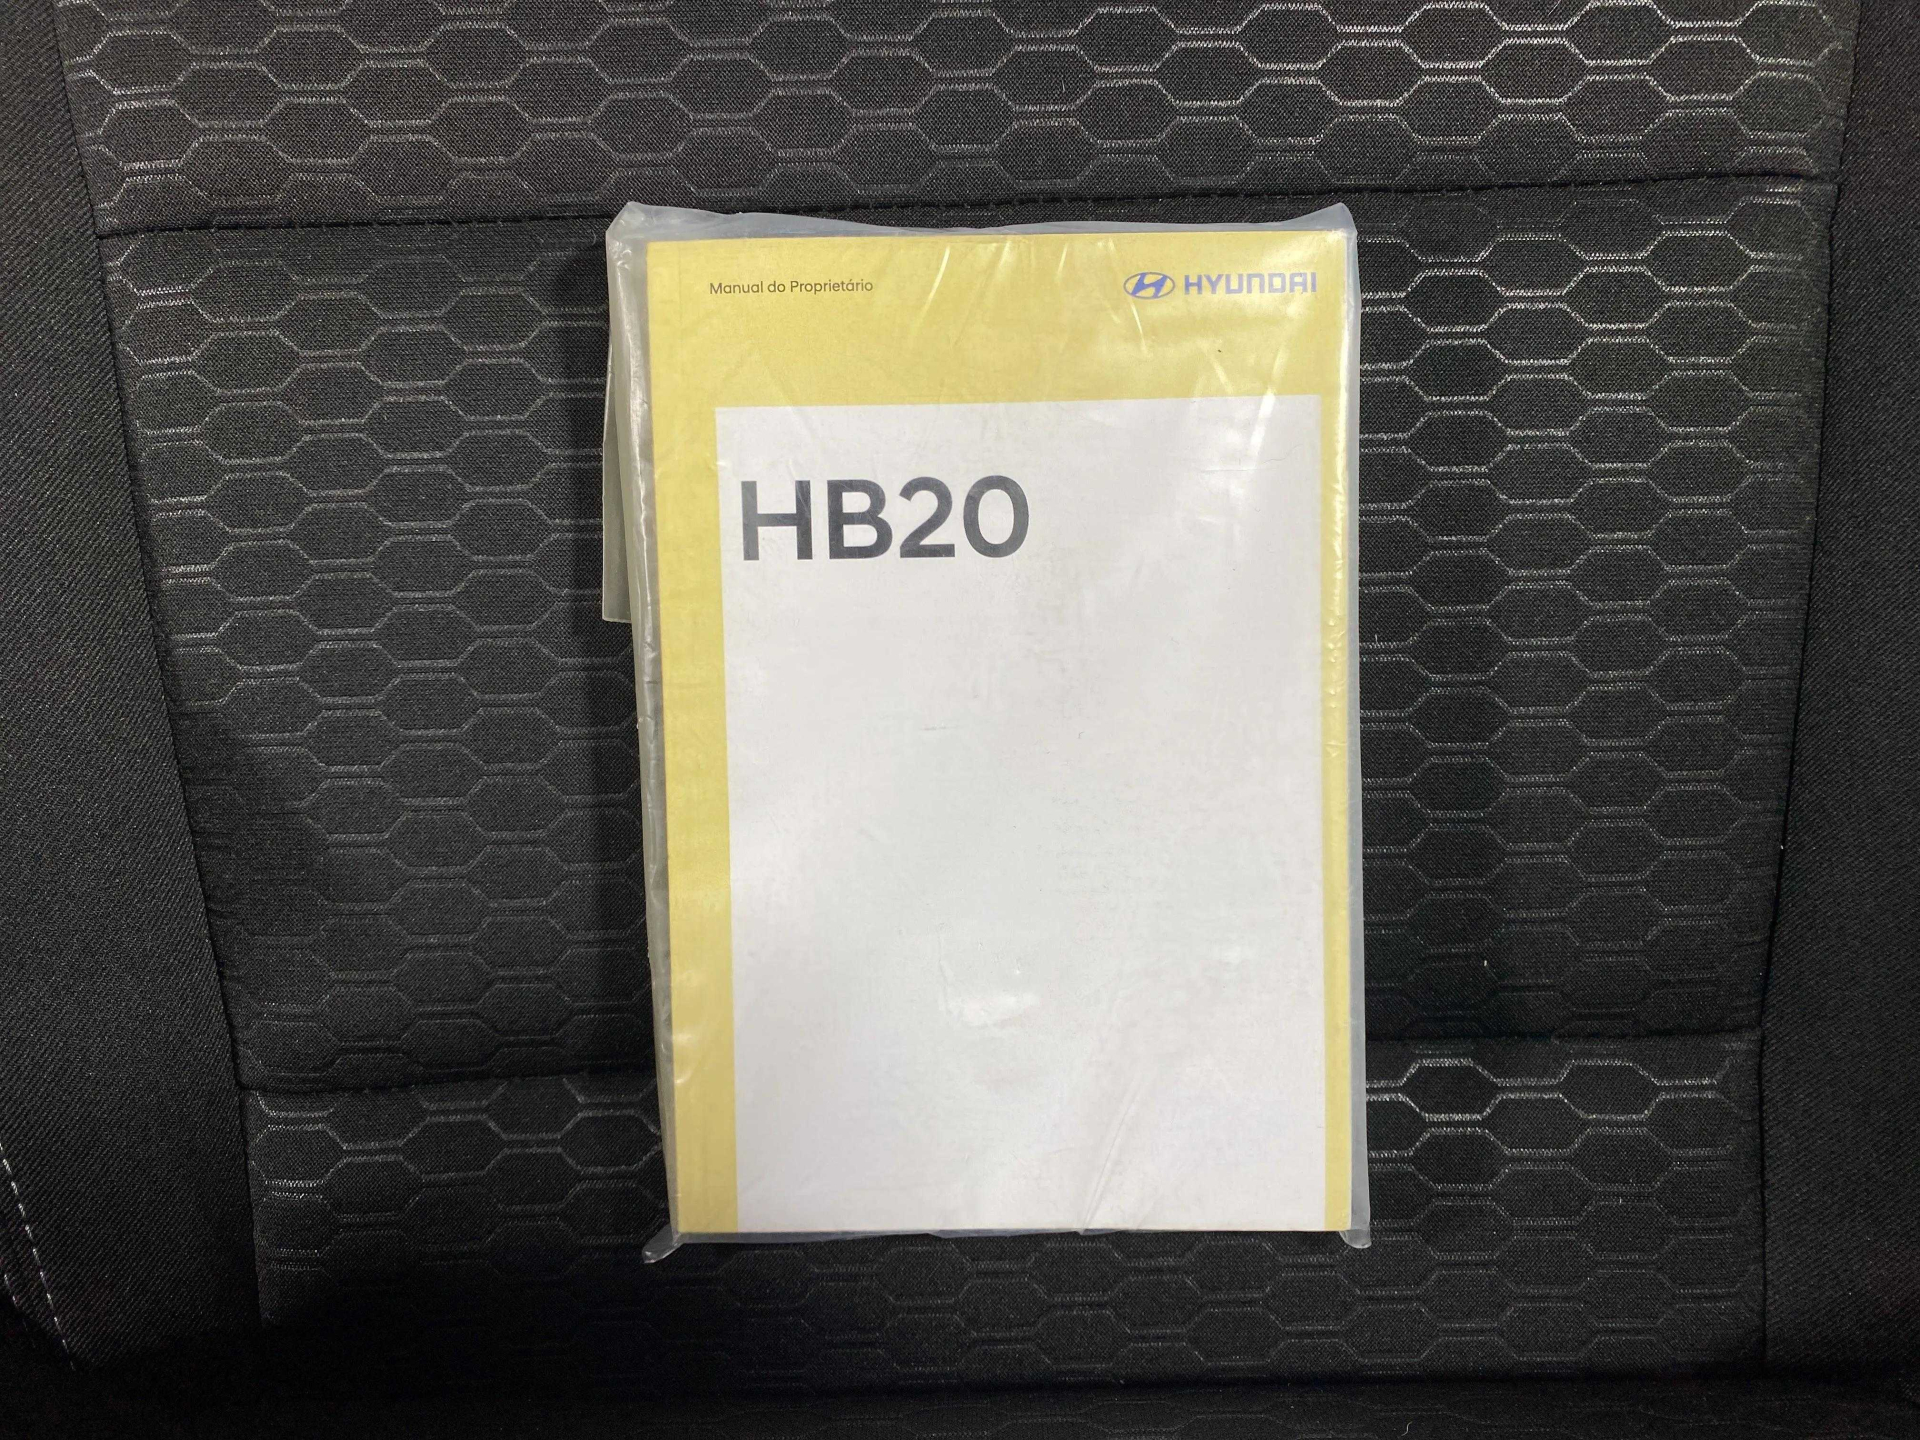 Manual do Proprietário
HYUNDAI
HB20